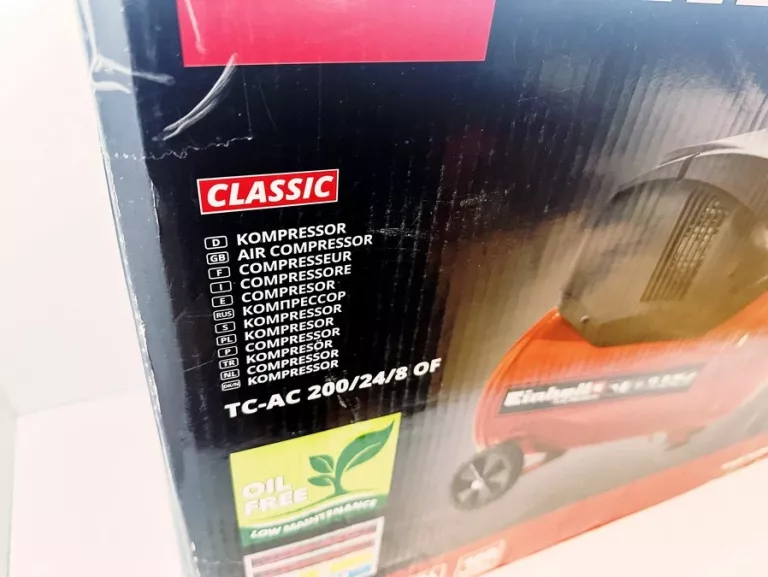 CLASSIC
D KOMPRESSOR
GB AIR COMPRESSOR
F COMPRESSEUR
I COMPRESSORE
E COMPRESOR
RUS КОМПРЕССОР
S KOMPRESSOR
PL KOMPRESOR
P COMPRESSOR
TR KOMPRESÖR
NL COMPRESSOR
DK/N KOMPRESSOR
TC-AC 200/24/8 OF
Einhell
OIL
FREE
LOW MAINTENANCE